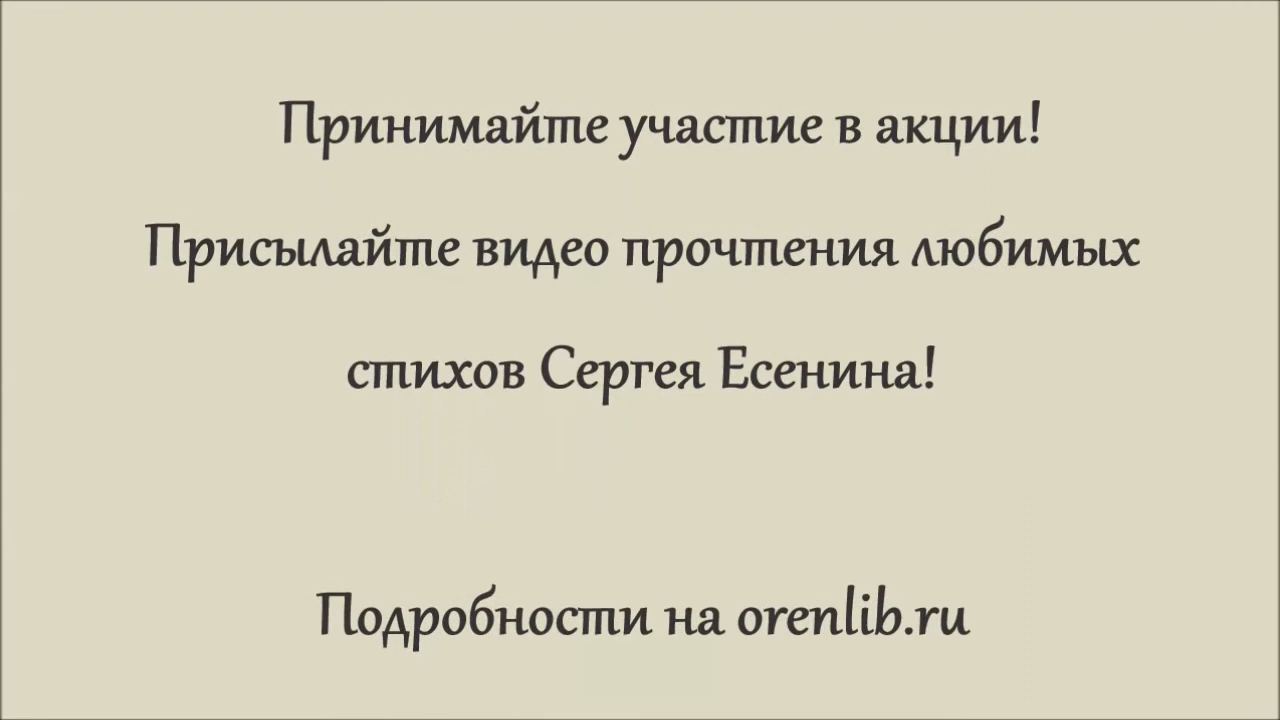 Принимайте участие в акции!
Присылайте видео прочтения любимых
стихов Сергея Есенина!
Подробности на orenlib.ru